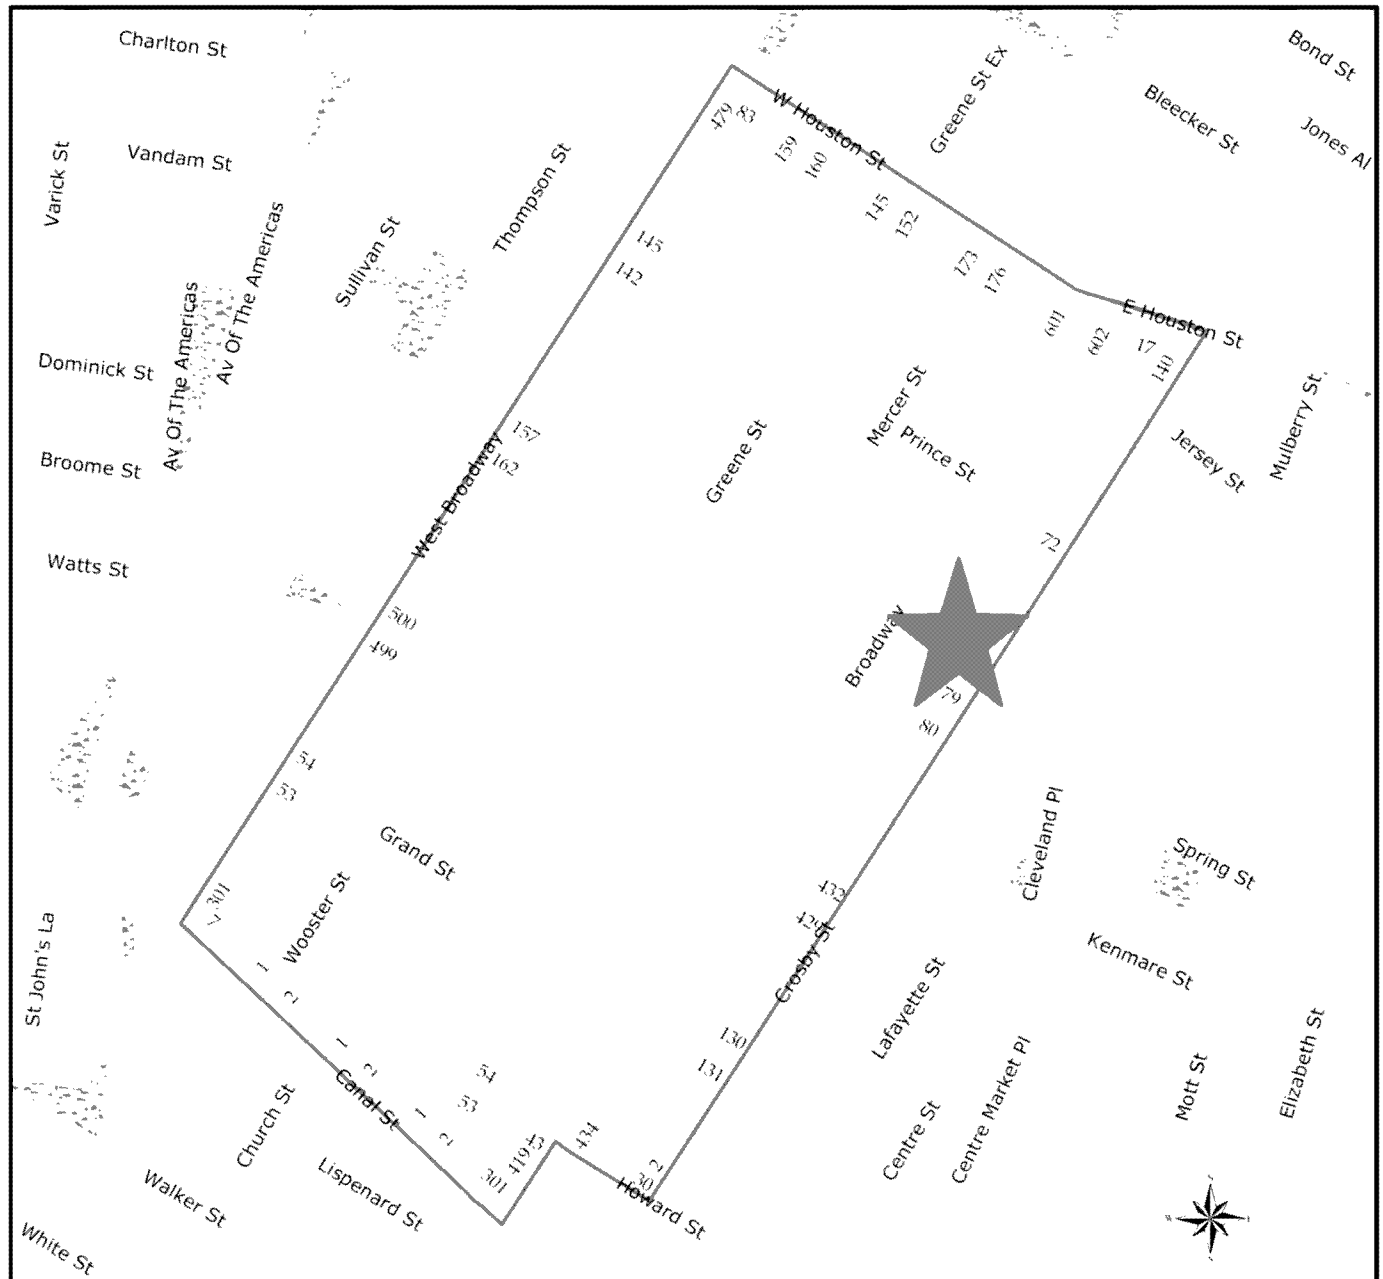 Charlton St
Bond St
Greene St Ex
Bleecker St
Jones Al
W Houston St
479
83
Varick St
Vandam St
Thompson St
159
160
145
152
Av Of The Americas
Sullivan St
145
142
173
176
Av Of The Americas
E Houston St
601
602
17
140
Dominick St
Mercer St
Mulberry St
Broome St
157
162
West Broadway
Greene St
Prince St
Jersey St
Watts St
72
500
499
Broadway
79
80
54
53
Cleveland Pl
Grand St
Spring St
301
Wooster St
432
429
Crosby St
St John's La
Kenmare St
Lafayette St
1
2
1
2
130
131
54
53
Canal St
Church St
1
2
43
419
434
301
2
30
Howard St
Centre St
Centre Market Pl
Mott St
Elizabeth St
Lispenard St
Walker St
White St